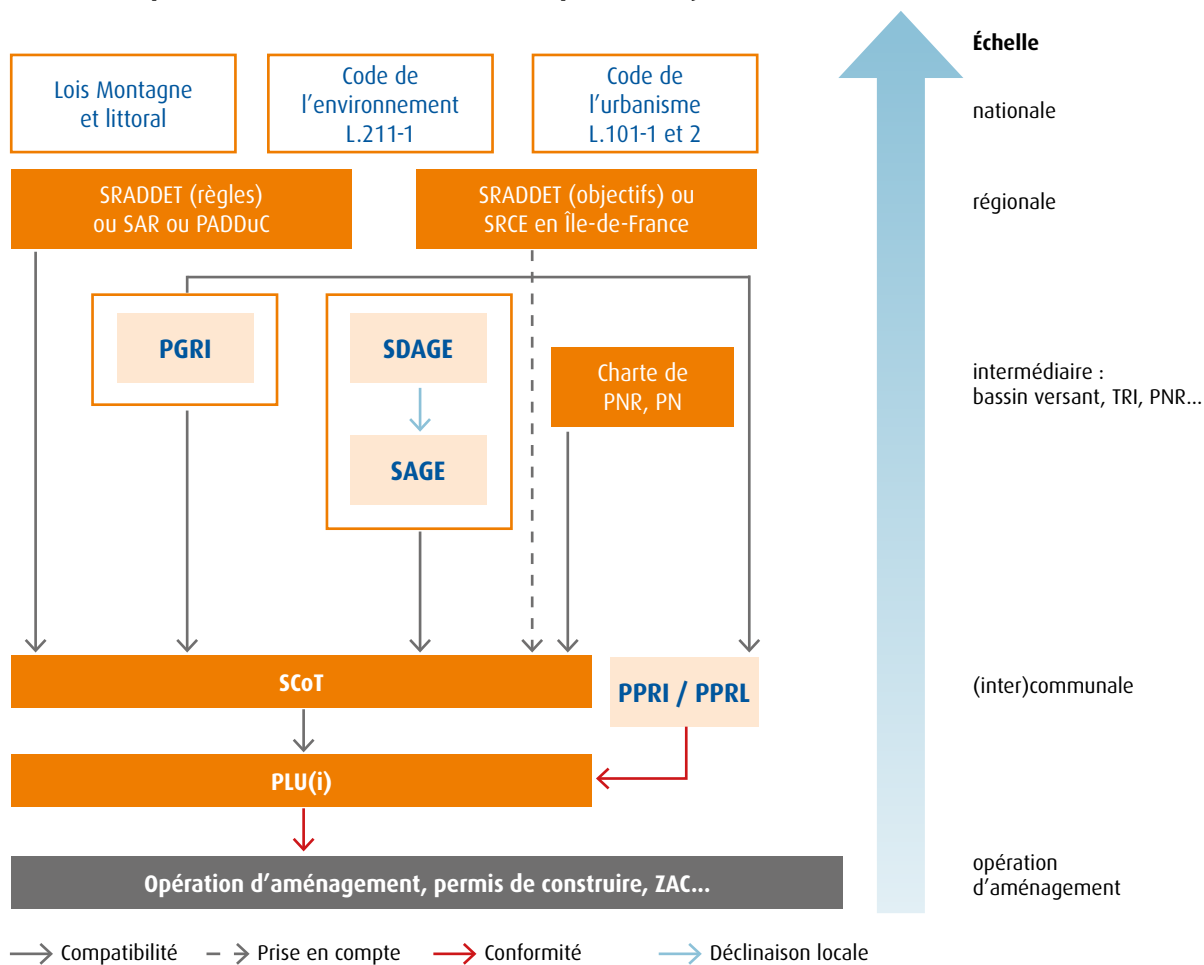 Échelle
Lois Montagne
et littoral
Code de
l'environnement
L.211-1
Code de
l'urbanisme
L.101-1 et 2
nationale
SRADDET (règles)
ou SAR ou PADDuC
SRADDET (objectifs) ou
SRCE en Île-de-France
régionale
PGRI
SDAGE
SAGE
Charte de
PNR, PN
intermédiaire :
bassin versant, TRI, PNR...
SCoT
PPRI / PPRL
(inter)communale
PLU(i)
Opération d'aménagement, permis de construire, ZAC...
opération
d'aménagement
Compatibilité
Prise en compte
Conformité
Déclinaison locale